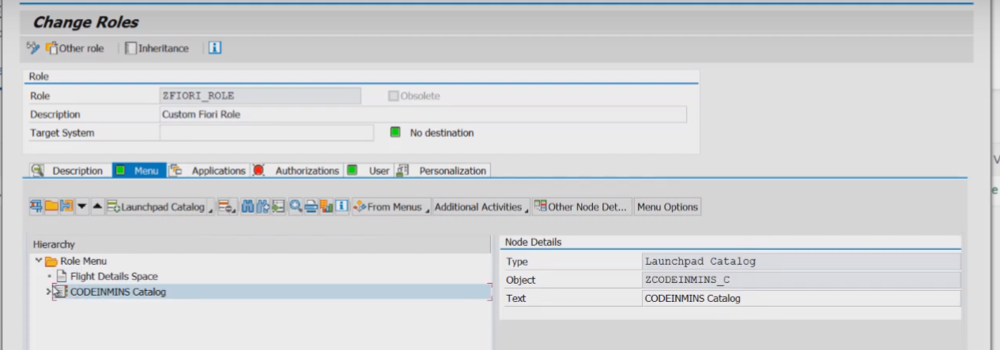 Change Roles
Other role Inheritance
Role
Role ZFIORI_ROLE Obsolete
Description Custom Fiori Role
Target System No destination
Description Menu Applications Authorizations User Personalization
Launchpad Catalog From Menus Additional Activities Other Node Det... Menu Options
Hierarchy
Role Menu
Flight Details Space
CODEINMINS Catalog
Node Details
Type Launchpad Catalog
Object ZCODEINMINS_C
Text CODEINMINS Catalog